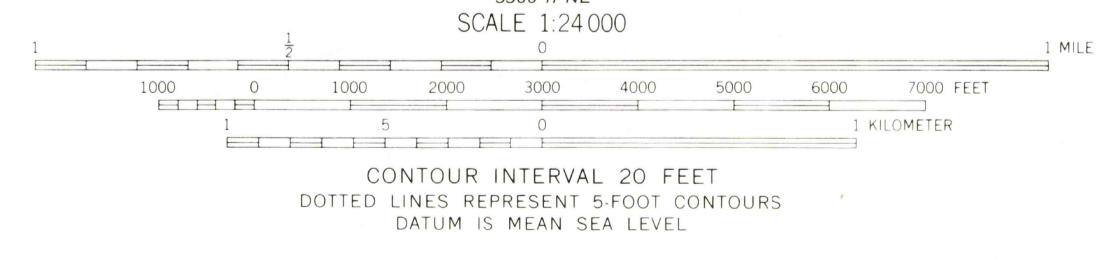 SCALE 1:24 000
1 1/2 0 1 MILE
1000 0 1000 2000 3000 4000 5000 6000 7000 FEET
1 .5 0 1 KILOMETER
CONTOUR INTERVAL 20 FEET
DOTTED LINES REPRESENT 5-FOOT CONTOURS
DATUM IS MEAN SEA LEVEL